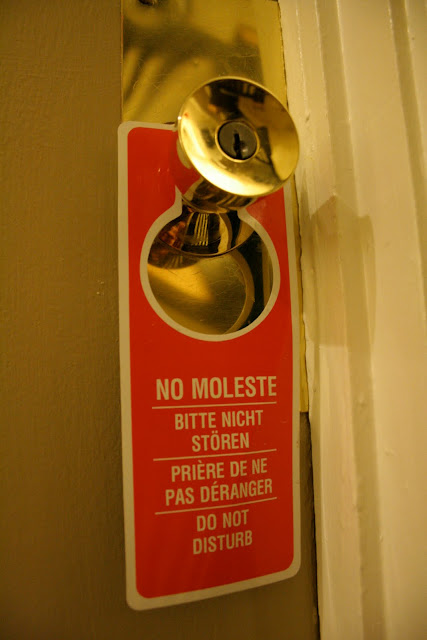 NO MOLESTE
BITTE NICHT
STÖREN
PRIÈRE DE NE
PAS DÉRANGER
DO NOT
DISTURB